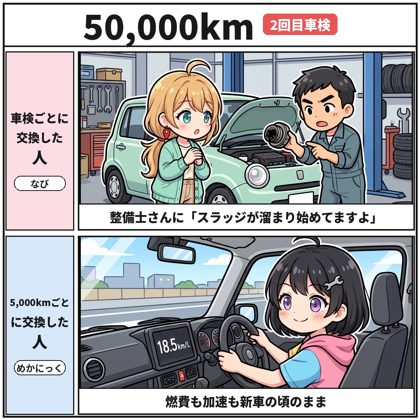 50,000km
2回目車検
車検ごとに
交換した
人
なび
整備士さんに「スラッジが溜まり始めてますよ」
5,000kmごと
に交換した
人
めかにっく
18.5km/L
燃費も加速も新車の頃のまま